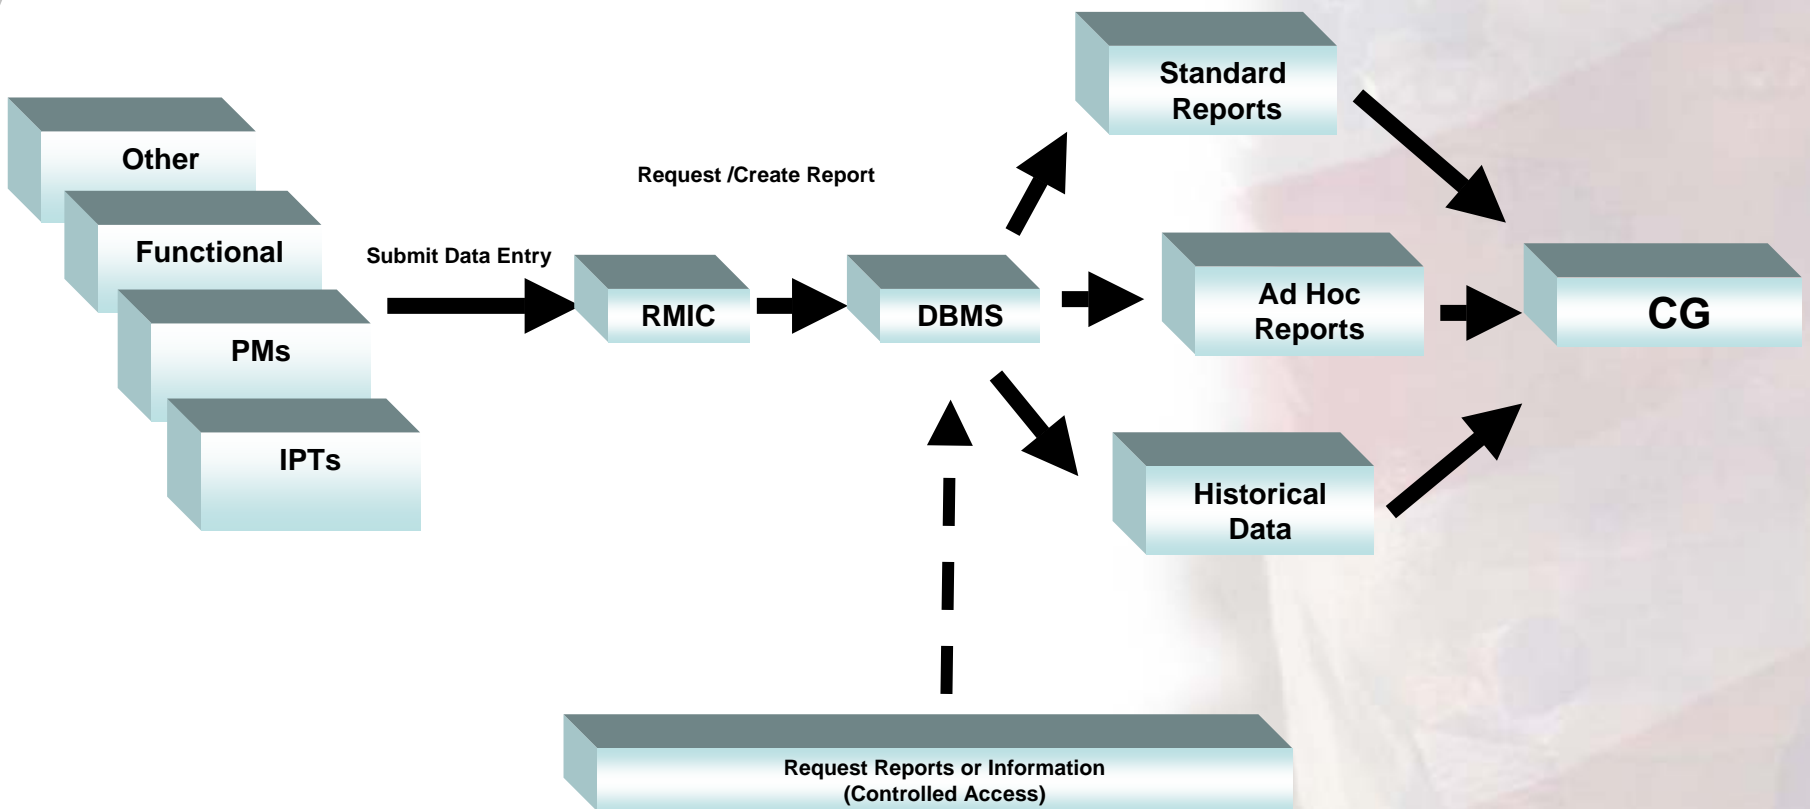 Other
Functional
PMs
IPTs
Submit Data Entry
RMIC
Request /Create Report
DBMS
Standard
Reports
Ad Hoc
Reports
Historical
Data
CG
Request Reports or Information
(Controlled Access)